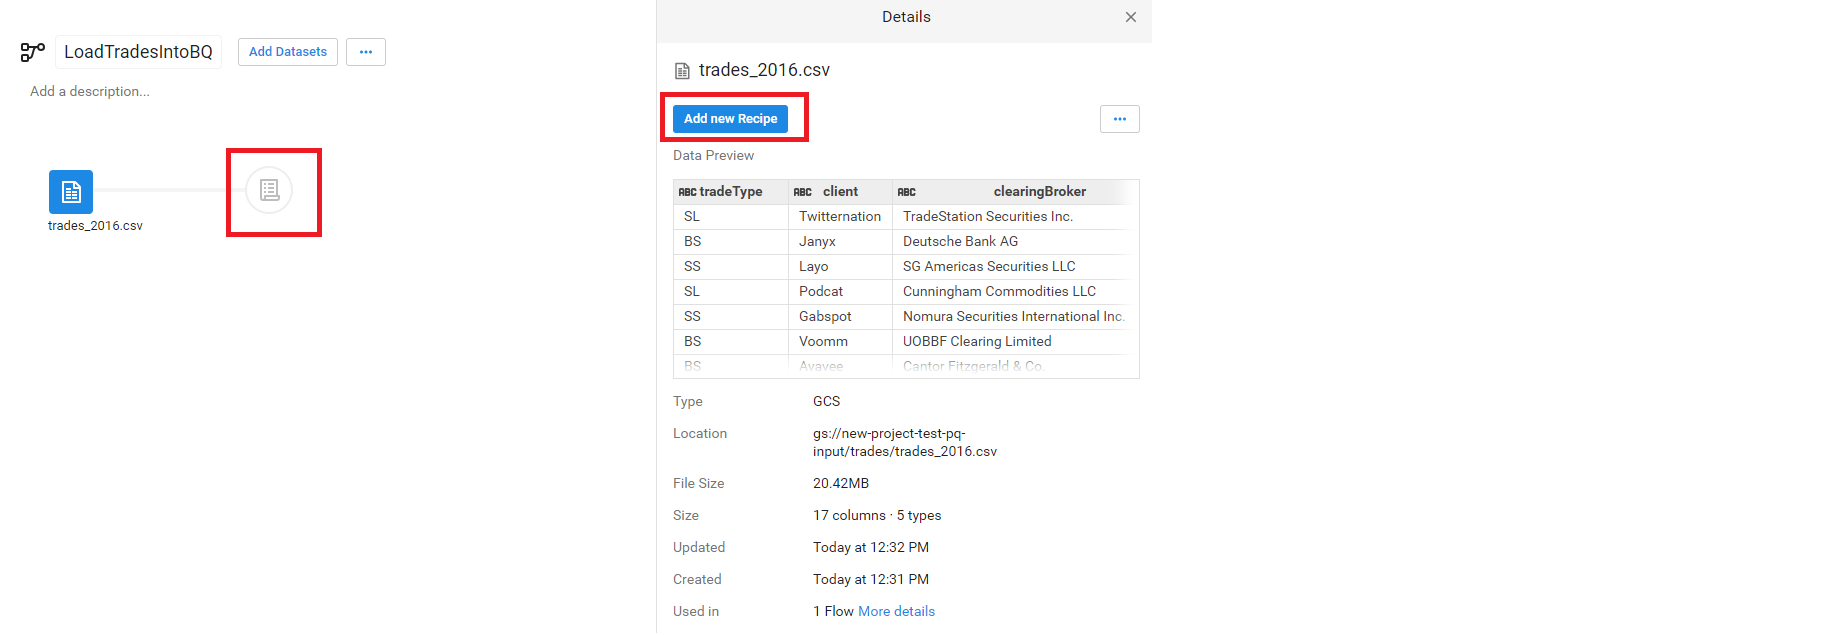 LoadTradesIntoBQ
Add Datasets
...
Add a description...
trades_2016.csv
Details
trades_2016.csv
Add new Recipe
...
Data Preview
ABC tradeType ABC client ABC clearingBroker
SL Twitternation TradeStation Securities Inc.
BS Janyx Deutsche Bank AG
SS Layo SG Americas Securities LLC
SL Podcat Cunningham Commodities LLC
SS Gabspot Nomura Securities International Inc.
BS Voomm UOBBF Clearing Limited
BS Avavee Cantor Fitzgerald & Co.
Type GCS
Location gs://new-project-test-pq-
input/trades/trades_2016.csv
File Size 20.42MB
Size 17 columns · 5 types
Updated Today at 12:32 PM
Created Today at 12:31 PM
Used in 1 Flow More details